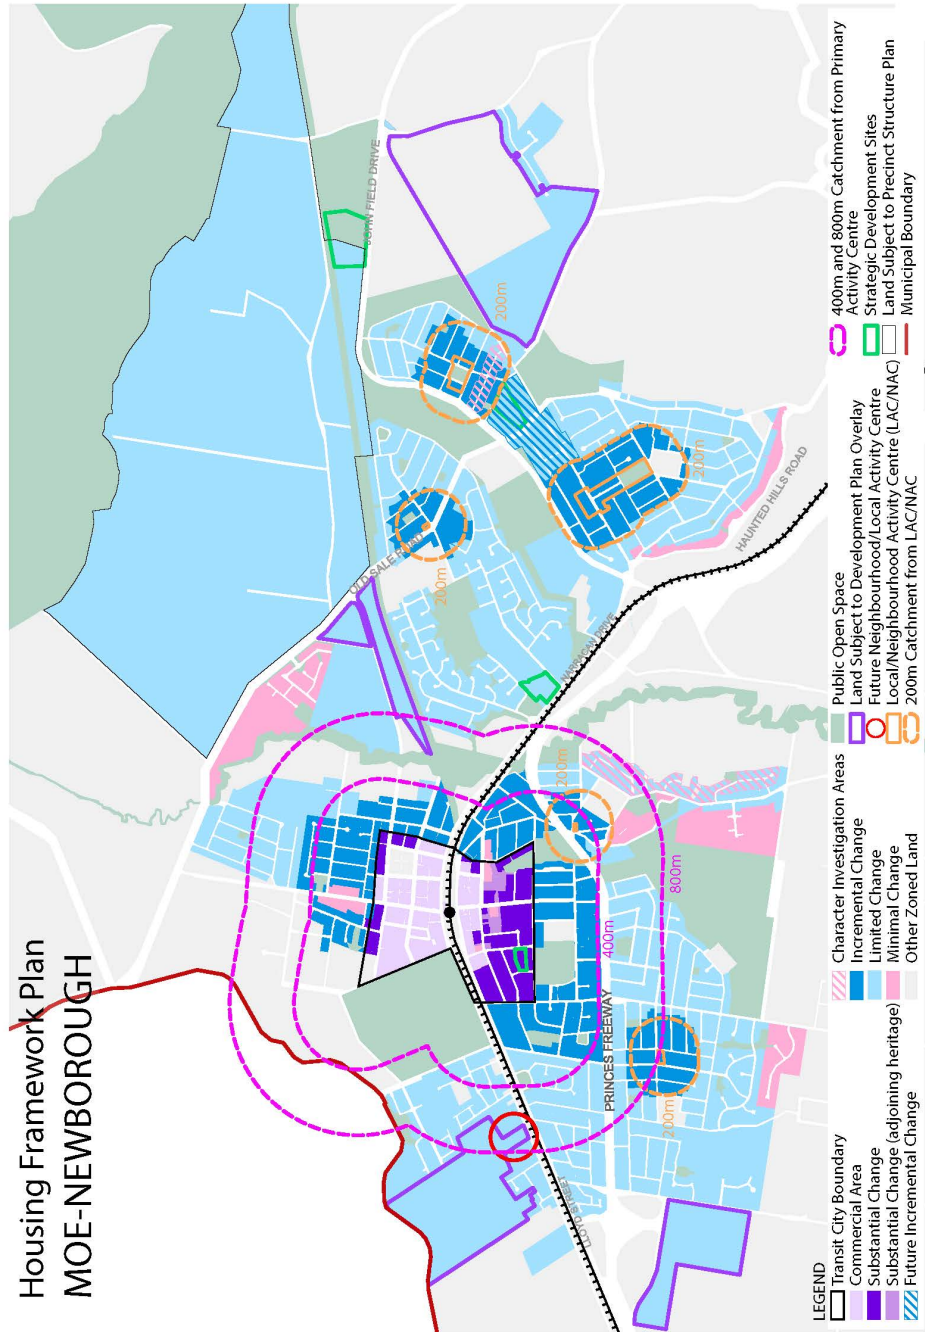 Housing Framework Plan
MOE-NEWBOROUGH
JOHN FIELD DRIVE
OLD SALE ROAD
NARRACAN DRIVE
HAUNTED HILLS ROAD
PRINCES FREEWAY
LLOYD STREET
200m
200m
200m
200m
200m
400m
800m
LEGEND
Transit City Boundary
Commercial Area
Substantial Change
Substantial Change (adjoining heritage)
Future Incremental Change
Character Investigation Areas
Incremental Change
Limited Change
Minimal Change
Other Zoned Land
Public Open Space
Land Subject to Development Plan Overlay
Future Neighbourhood/Local Activity Centre
Local/Neighbourhood Activity Centre (LAC/NAC)
200m Catchment from LAC/NAC
400m and 800m Catchment from Primary
Activity Centre
Strategic Development Sites
Land Subject to Precinct Structure Plan
Municipal Boundary